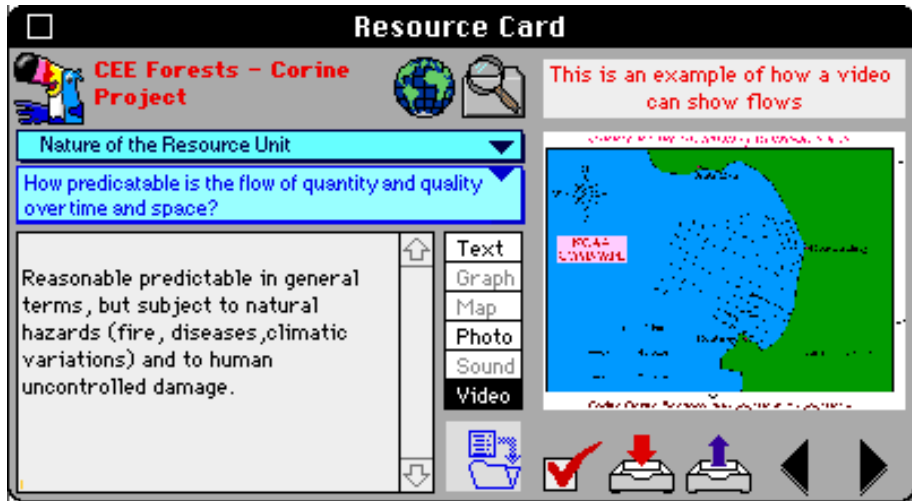 Resource Card
CEE Forests - Corine
Project
This is an example of how a video
can show flows
Nature of the Resource Unit
How predicatable is the flow of quantity and quality
over time and space?
Reasonable predictable in general
terms, but subject to natural
hazards (fire, diseases,climatic
variations) and to human
uncontrolled damage.
Text
Graph
Map
Photo
Sound
Video